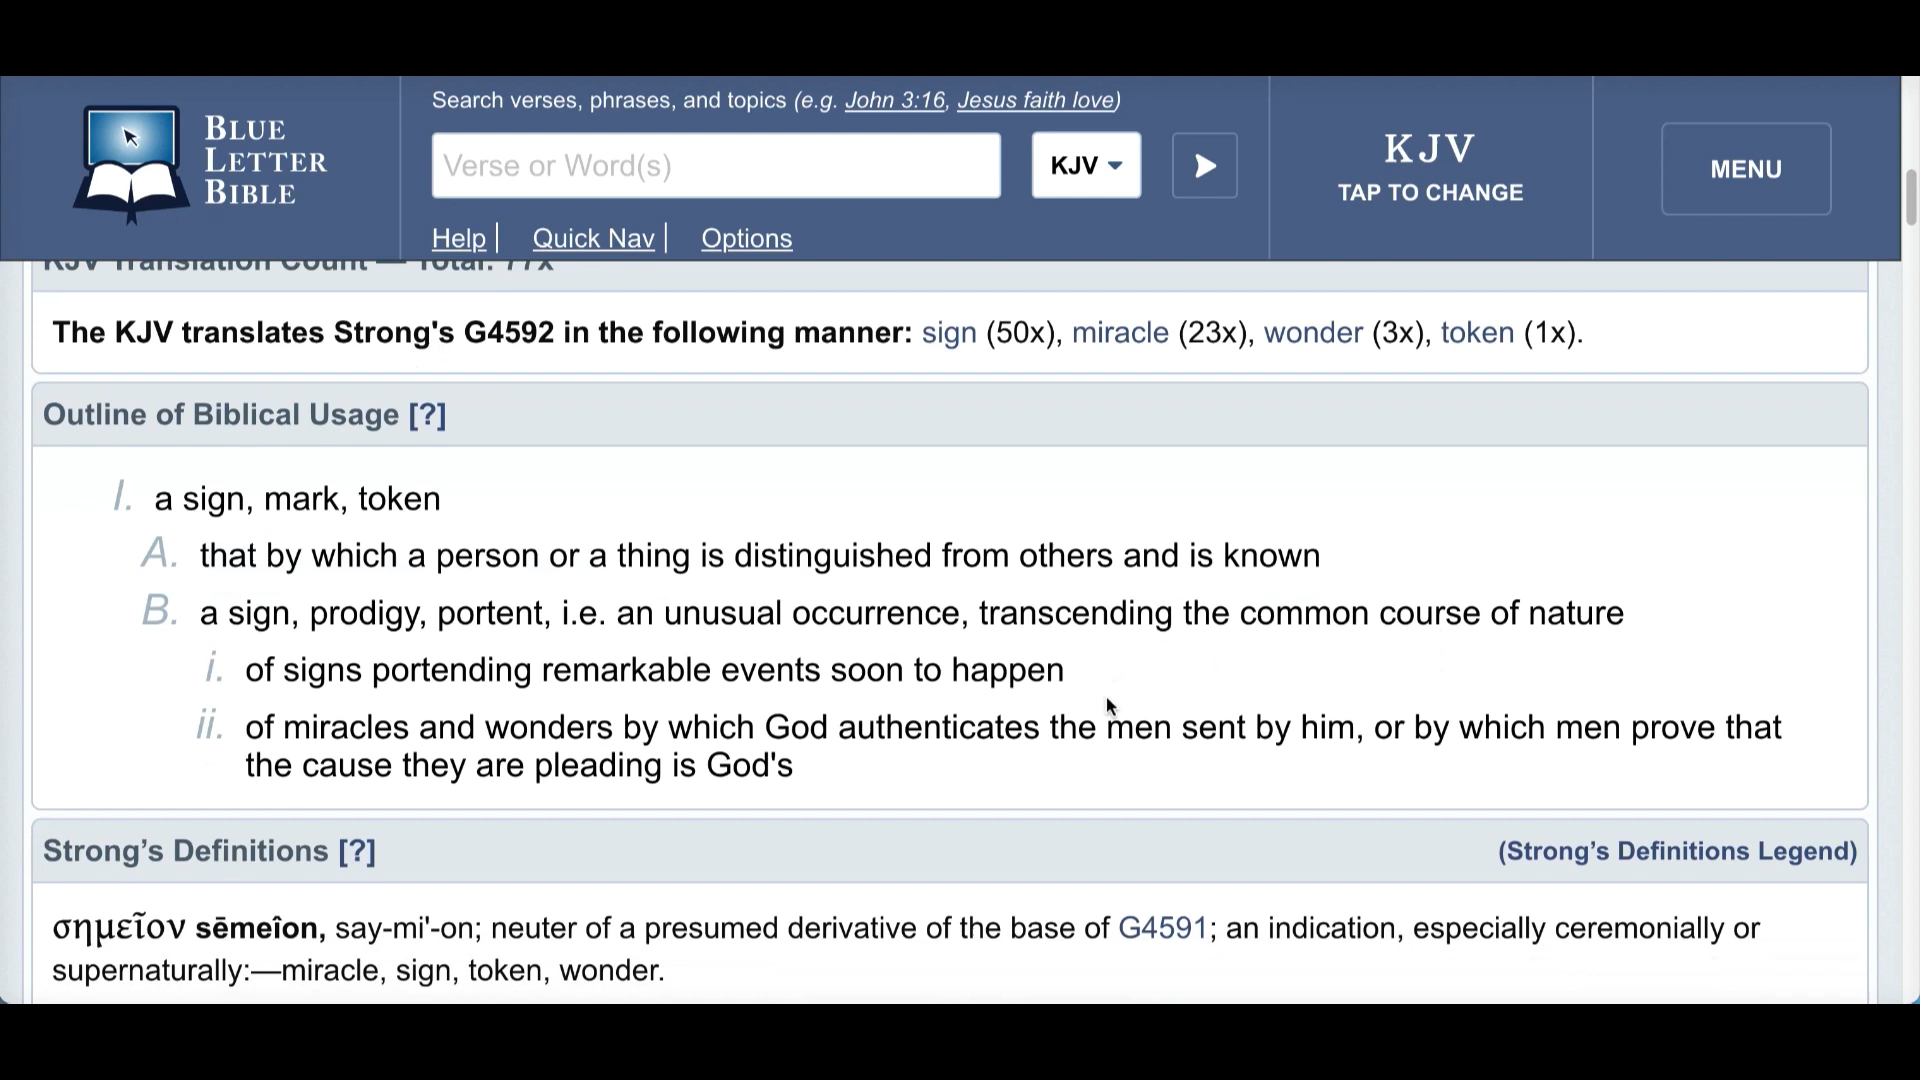 BLUE
LETTER
BIBLE
Search verses, phrases, and topics (e.g. John 3:16, Jesus faith love)
Verse or Word(s)
KJV
KJV
TAP TO CHANGE
MENU
Help | Quick Nav | Options
KJV Translation Count — Total: 77x
The KJV translates Strong's G4592 in the following manner: sign (50x), miracle (23x), wonder (3x), token (1x).
Outline of Biblical Usage [?]
I. a sign, mark, token
A. that by which a person or a thing is distinguished from others and is known
B. a sign, prodigy, portent, i.e. an unusual occurrence, transcending the common course of nature
i. of signs portending remarkable events soon to happen
ii. of miracles and wonders by which God authenticates the men sent by him, or by which men prove that
the cause they are pleading is God's
Strong’s Definitions [?]
(Strong’s Definitions Legend)
σημεῖον sēmeîon, say-mi'-on; neuter of a presumed derivative of the base of G4591; an indication, especially ceremonially or
supernaturally:—miracle, sign, token, wonder.